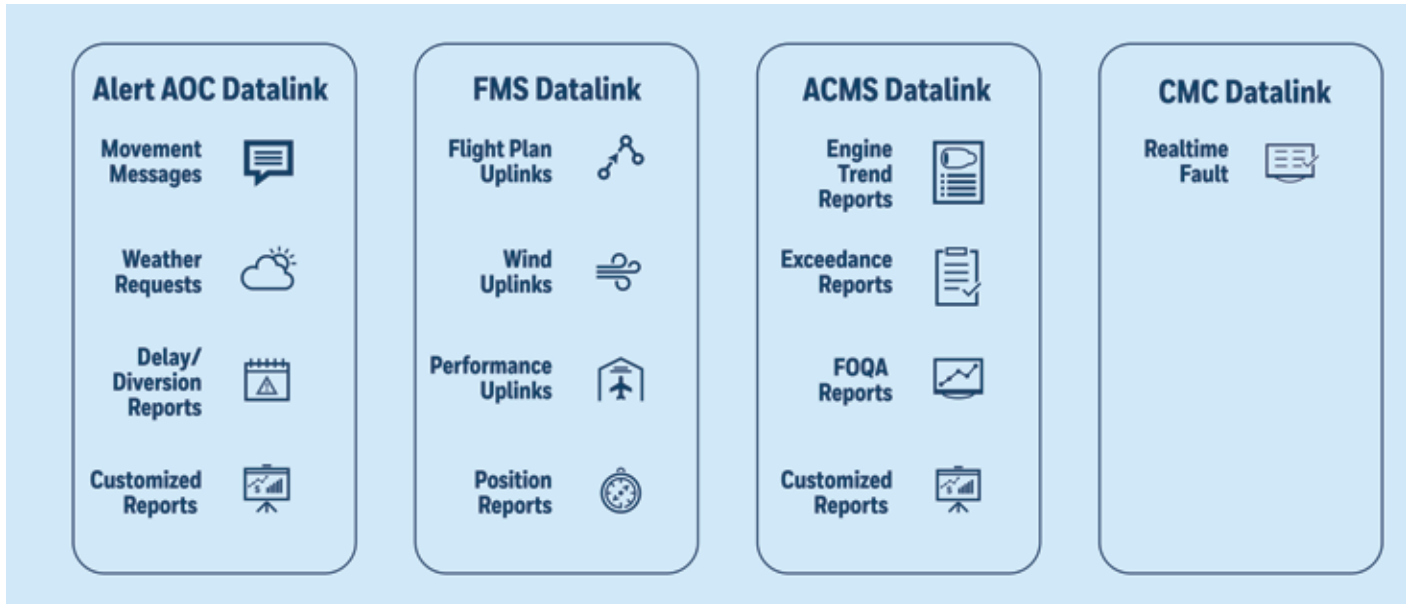 Alert AOC Datalink
Movement
Messages
Weather
Requests
Delay/
Diversion
Reports
Customized
Reports
FMS Datalink
Flight Plan
Uplinks
Wind
Uplinks
Performance
Uplinks
Position
Reports
ACMS Datalink
Engine
Trend
Reports
Exceedance
Reports
FOQA
Reports
Customized
Reports
CMC Datalink
Realtime
Fault